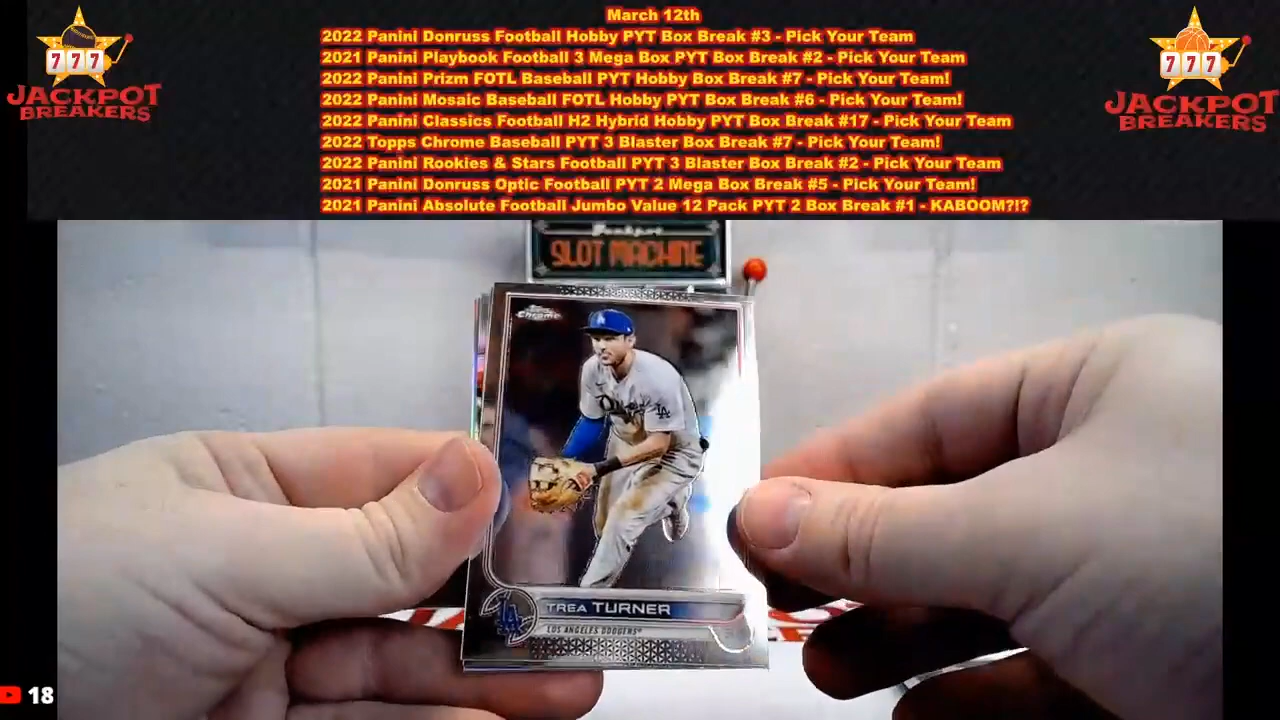 March 12th
2022 Panini Donruss Football Hobby PYT Box Break #3 - Pick Your Team
2021 Panini Playbook Football 3 Mega Box PYT Box Break #2 - Pick Your Team
2022 Panini Prizm FOTL Baseball PYT Hobby Box Break #7 - Pick Your Team!
2022 Panini Mosaic Baseball FOTL Hobby PYT Box Break #6 - Pick Your Team!
2022 Panini Classics Football H2 Hybrid Hobby PYT Box Break #17 - Pick Your Team
2022 Topps Chrome Baseball PYT 3 Blaster Box Break #7 - Pick Your Team!
2022 Panini Rookies & Stars Football PYT 3 Blaster Box Break #2 - Pick Your Team
2021 Panini Donruss Optic Football PYT 2 Mega Box Break #5 - Pick Your Team!
2021 Panini Absolute Football Jumbo Value 12 Pack PYT 2 Box Break #1 - KABOOM?!?
777
JACKPOT
BREAKERS
777
JACKPOT
BREAKERS
SLOT MACHINE
Topps
Chrome
LA
LA
TREA TURNER
LOS ANGELES DODGERS®
18